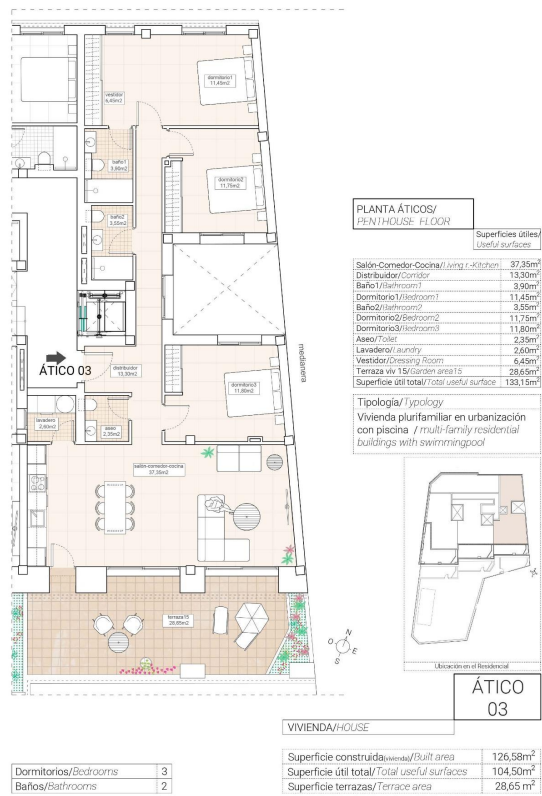 dormitorio1
11,45m2
vestidor
6,45m2
baño1
3,90m2
dormitorio2
11,75m2
baño2
3,55m2
medianera
ÁTICO 03
distribuidor
13,30m2
dormitorio3
11,80m2
lavadero
2,60m2
aseo
2,35m2
salón-comedor-cocina
37,35m2
terraza15
28,65m2
N
O
E
S
PLANTA ÁTICOS/
PENTHOUSE FLOOR
Superficies útiles/
Useful surfaces
Salón-Comedor-Cocina/Living r.-Kitchen 37,35m²
Distribuidor/Corridor 13,30m²
Baño1/Bathroom1 3,90m²
Dormitorio1/Bedroom1 11,45m²
Baño2/Bathroom2 3,55m²
Dormitorio2/Bedroom2 11,75m²
Dormitorio3/Bedroom3 11,80m²
Aseo/Toilet 2,35m²
Lavadero/Laundry 2,60m²
Vestidor/Dressing Room 6,45m²
Terraza viv 15/Garden area15 28,65m²
Superficie útil total/Total useful surface 133,15m²
Tipología/Typology
Vivienda plurifamiliar en urbanización
con piscina / multi-family residential
buildings with swimmingpool
Ubicación en el Residencial
ÁTICO
03
VIVIENDA/HOUSE
Dormitorios/Bedrooms 3
Baños/Bathrooms 2
Superficie construida(vivienda)/Built area 126,58m²
Superficie útil total/Total useful surfaces 104,50m²
Superficie terrazas/Terrace area 28,65 m²